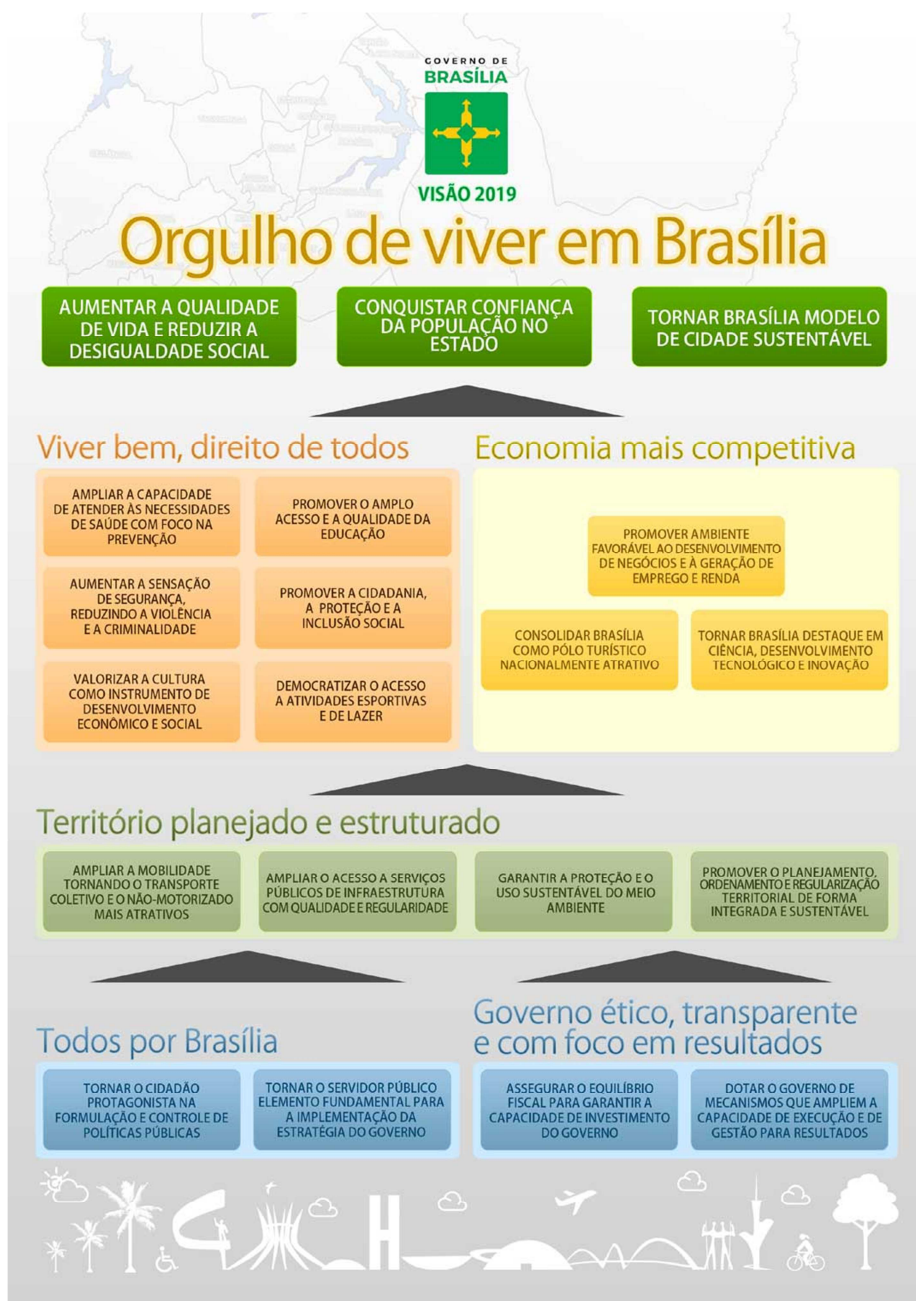 GOVERNO DE
BRASÍLIA
VISÃO 2019
Orgulho de viver em Brasília
AUMENTAR A QUALIDADE
DE VIDA E REDUZIR A
DESIGUALDADE SOCIAL
CONQUISTAR CONFIANÇA
DA POPULAÇÃO NO
ESTADO
TORNAR BRASÍLIA MODELO
DE CIDADE SUSTENTÁVEL
Viver bem, direito de todos
AMPLIAR A CAPACIDADE
DE ATENDER ÀS NECESSIDADES
DE SAÚDE COM FOCO NA
PREVENÇÃO
PROMOVER O AMPLO
ACESSO E A QUALIDADE DA
EDUCAÇÃO
AUMENTAR A SENSAÇÃO
DE SEGURANÇA,
REDUZINDO A VIOLÊNCIA
E A CRIMINALIDADE
PROMOVER A CIDADANIA,
A PROTEÇÃO E A
INCLUSÃO SOCIAL
VALORIZAR A CULTURA
COMO INSTRUMENTO DE
DESENVOLVIMENTO
ECONÔMICO E SOCIAL
DEMOCRATIZAR O ACESSO
A ATIVIDADES ESPORTIVAS
E DE LAZER
Economia mais competitiva
PROMOVER AMBIENTE
FAVORÁVEL AO DESENVOLVIMENTO
DE NEGÓCIOS E À GERAÇÃO DE
EMPREGO E RENDA
CONSOLIDAR BRASÍLIA
COMO PÓLO TURÍSTICO
NACIONALMENTE ATRATIVO
TORNAR BRASÍLIA DESTAQUE EM
CIÊNCIA, DESENVOLVIMENTO
TECNOLÓGICO E INOVAÇÃO
Território planejado e estruturado
AMPLIAR A MOBILIDADE
TORNANDO O TRANSPORTE
COLETIVO E O NÃO-MOTORIZADO
MAIS ATRATIVOS
AMPLIAR O ACESSO A SERVIÇOS
PÚBLICOS DE INFRAESTRUTURA
COM QUALIDADE E REGULARIDADE
GARANTIR A PROTEÇÃO E O
USO SUSTENTÁVEL DO MEIO
AMBIENTE
PROMOVER O PLANEJAMENTO,
ORDENAMENTO E REGULARIZAÇÃO
TERRITORIAL DE FORMA
INTEGRADA E SUSTENTÁVEL
Todos por Brasília
TORNAR O CIDADÃO
PROTAGONISTA NA
FORMULAÇÃO E CONTROLE DE
POLÍTICAS PÚBLICAS
TORNAR O SERVIDOR PÚBLICO
ELEMENTO FUNDAMENTAL PARA
A IMPLEMENTAÇÃO DA
ESTRATÉGIA DO GOVERNO
Governo ético, transparente
e com foco em resultados
ASSEGURAR O EQUILÍBRIO
FISCAL PARA GARANTIR A
CAPACIDADE DE INVESTIMENTO
DO GOVERNO
DOTAR O GOVERNO DE
MECANISMOS QUE AMPLIEM A
CAPACIDADE DE EXECUÇÃO E DE
GESTÃO PARA RESULTADOS